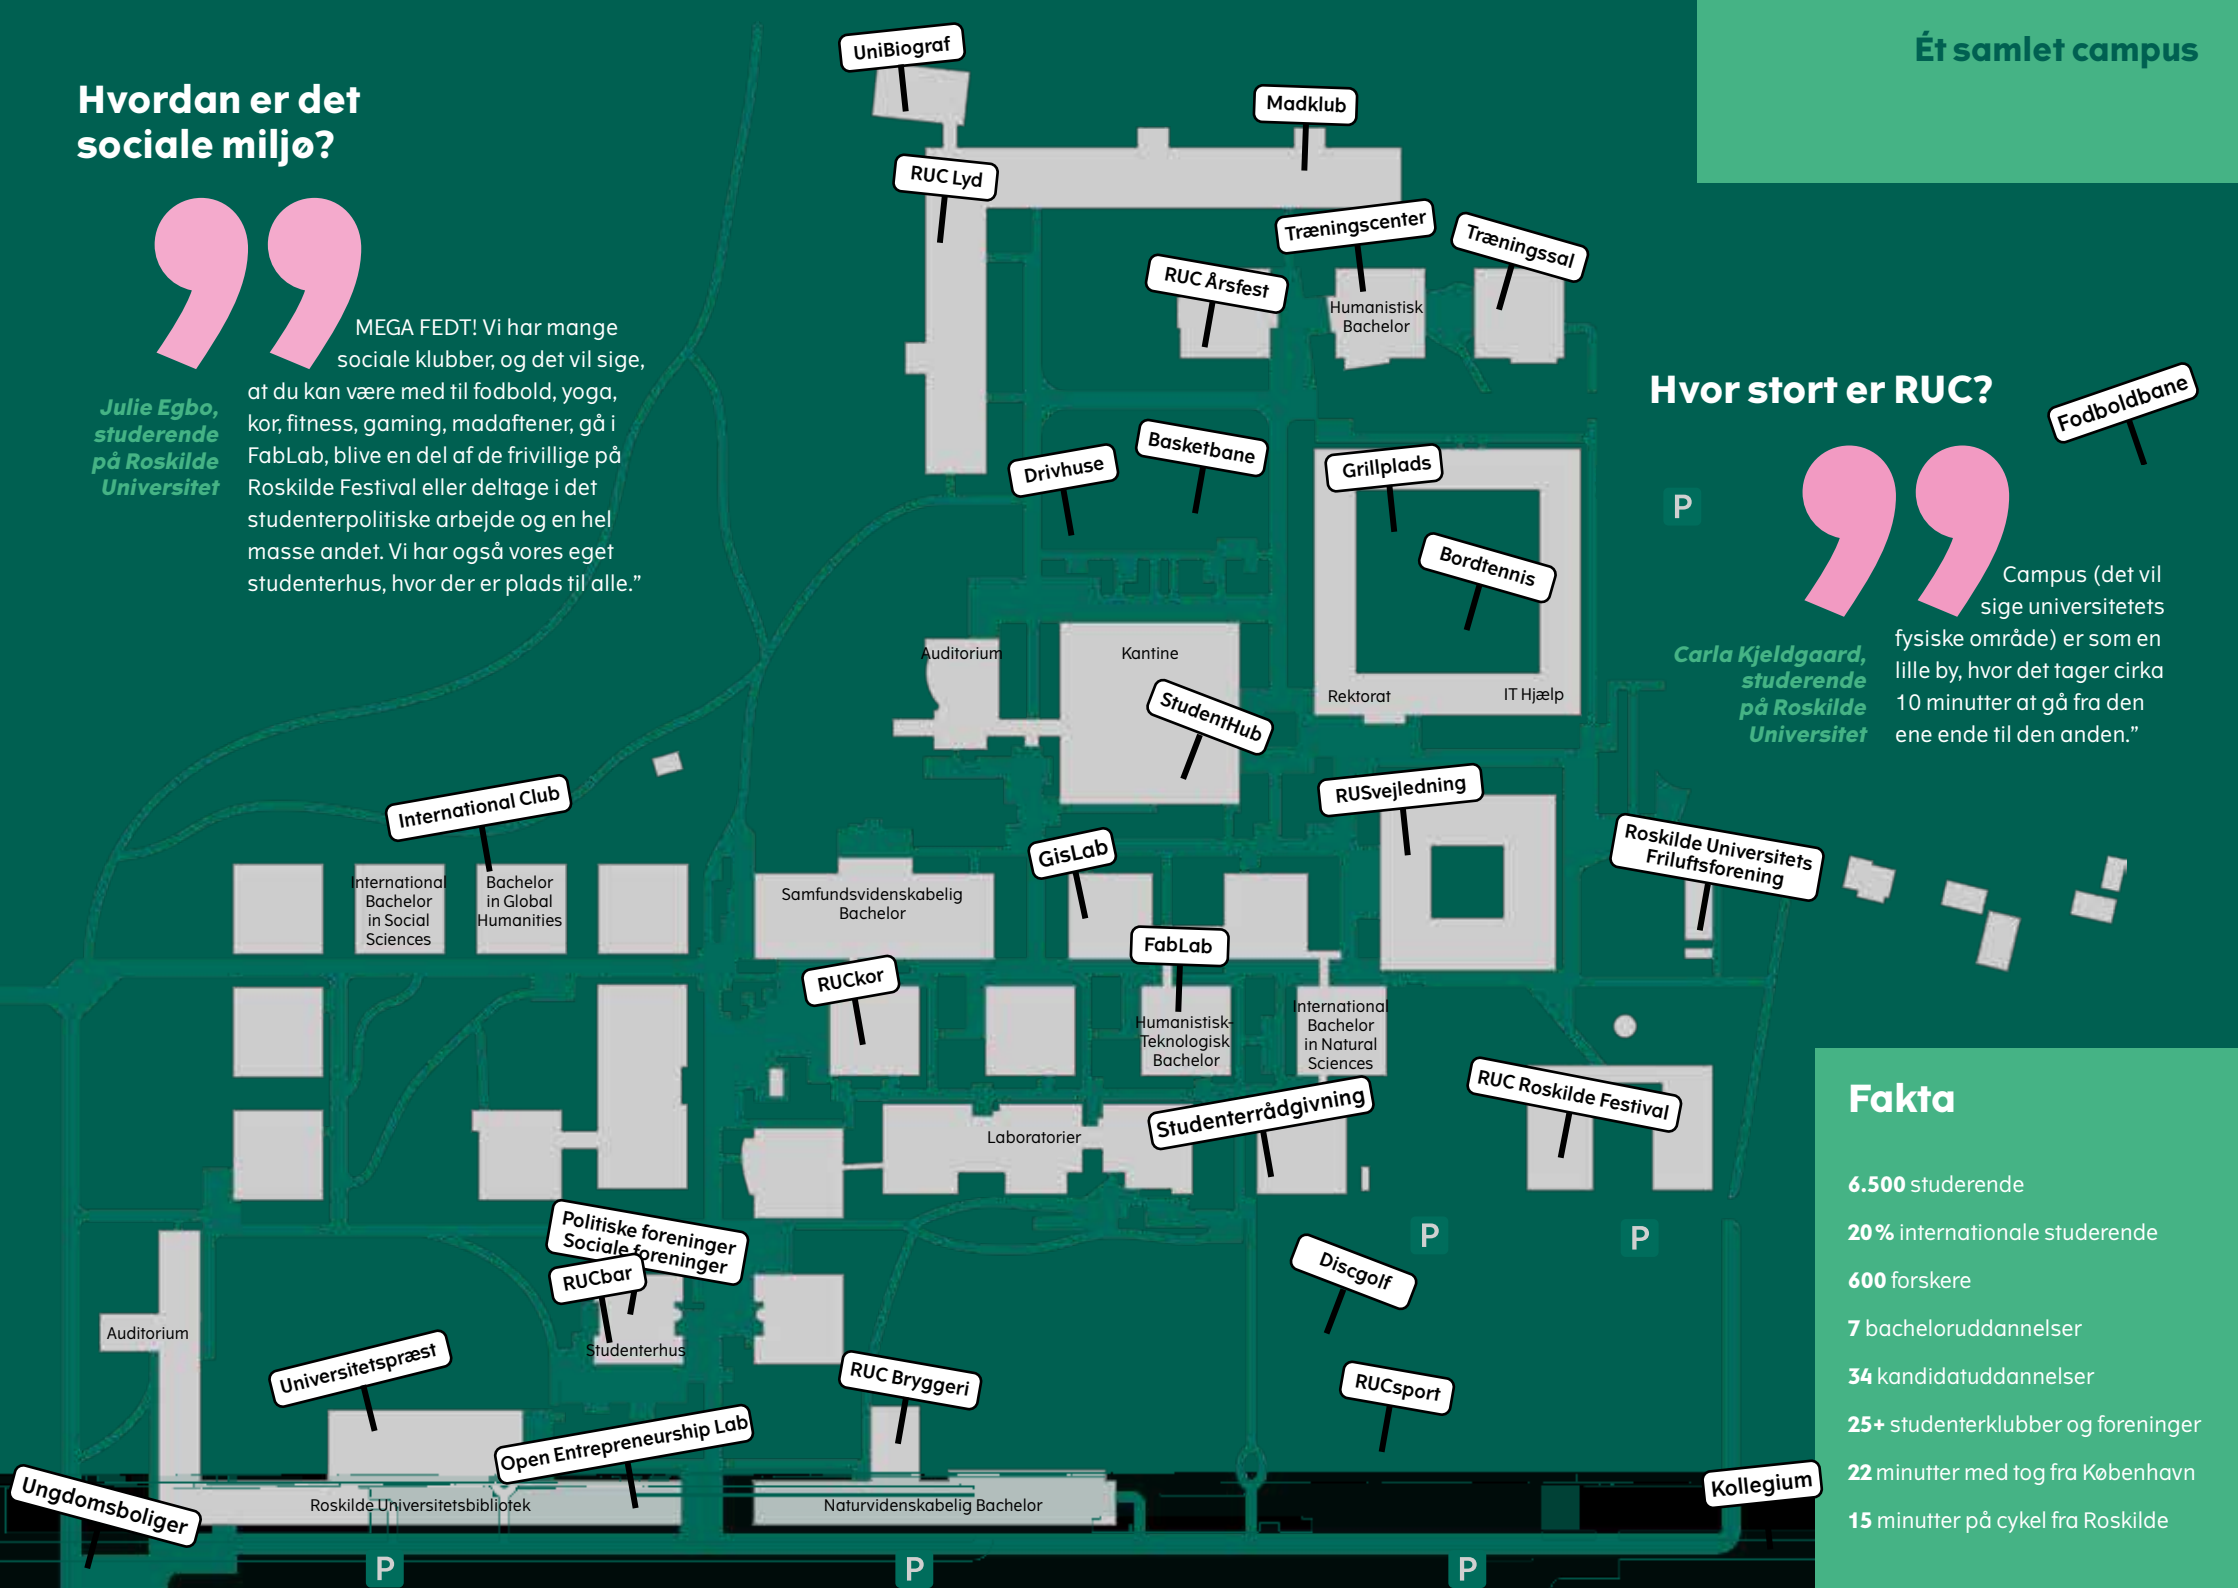 Ét samlet campus
Hvordan er det
sociale miljø?
MEGA FEDT! Vi har mange
sociale klubber, og det vil sige,
at du kan være med til fodbold, yoga,
kor, fitness, gaming, madaftener, gå i
FabLab, blive en del af de frivillige på
Roskilde Festival eller deltage i det
studenterpolitiske arbejde og en hel
masse andet. Vi har også vores eget
studenterhus, hvor der er plads til alle.”
Julie Egbo,
studerende
på Roskilde
Universitet
UniBiograf
Madklub
RUC Lyd
Træningscenter
Træningssal
RUC Årsfest
Humanistisk
Bachelor
Hvor stort er RUC?
Fodboldbane
P
Campus (det vil
sige universitetets
fysiske område) er som en
lille by, hvor det tager cirka
10 minutter at gå fra den
ene ende til den anden.”
Carla Kjeldgaard,
studerende
på Roskilde
Universitet
Drivhuse
Basketbane
Grillplads
Bordtennis
Auditorium
Kantine
StudentHub
Rektorat
IT Hjælp
International Club
RUSvejledning
GisLab
Roskilde Universitets
Friluftsforening
International
Bachelor
in Social
Sciences
Bachelor
in Global
Humanities
Samfundsvidenskabelig
Bachelor
FabLab
RUCkor
Humanistisk-
Teknologisk
Bachelor
International
Bachelor
in Natural
Sciences
Laboratorier
Studenterrådgivning
RUC Roskilde Festival
P
P
Politiske foreninger
Sociale foreninger
RUCbar
Studenterhus
Discgolf
Auditorium
Universitetspræst
RUC Bryggeri
RUCsport
Open Entrepreneurship Lab
Ungdomsboliger
Roskilde Universitetsbibliotek
Naturvidenskabelig Bachelor
Kollegium
P
P
P
Fakta
6.500 studerende
20% internationale studerende
600 forskere
7 bacheloruddannelser
34 kandidatuddannelser
25+ studenterklubber og foreninger
22 minutter med tog fra København
15 minutter på cykel fra Roskilde